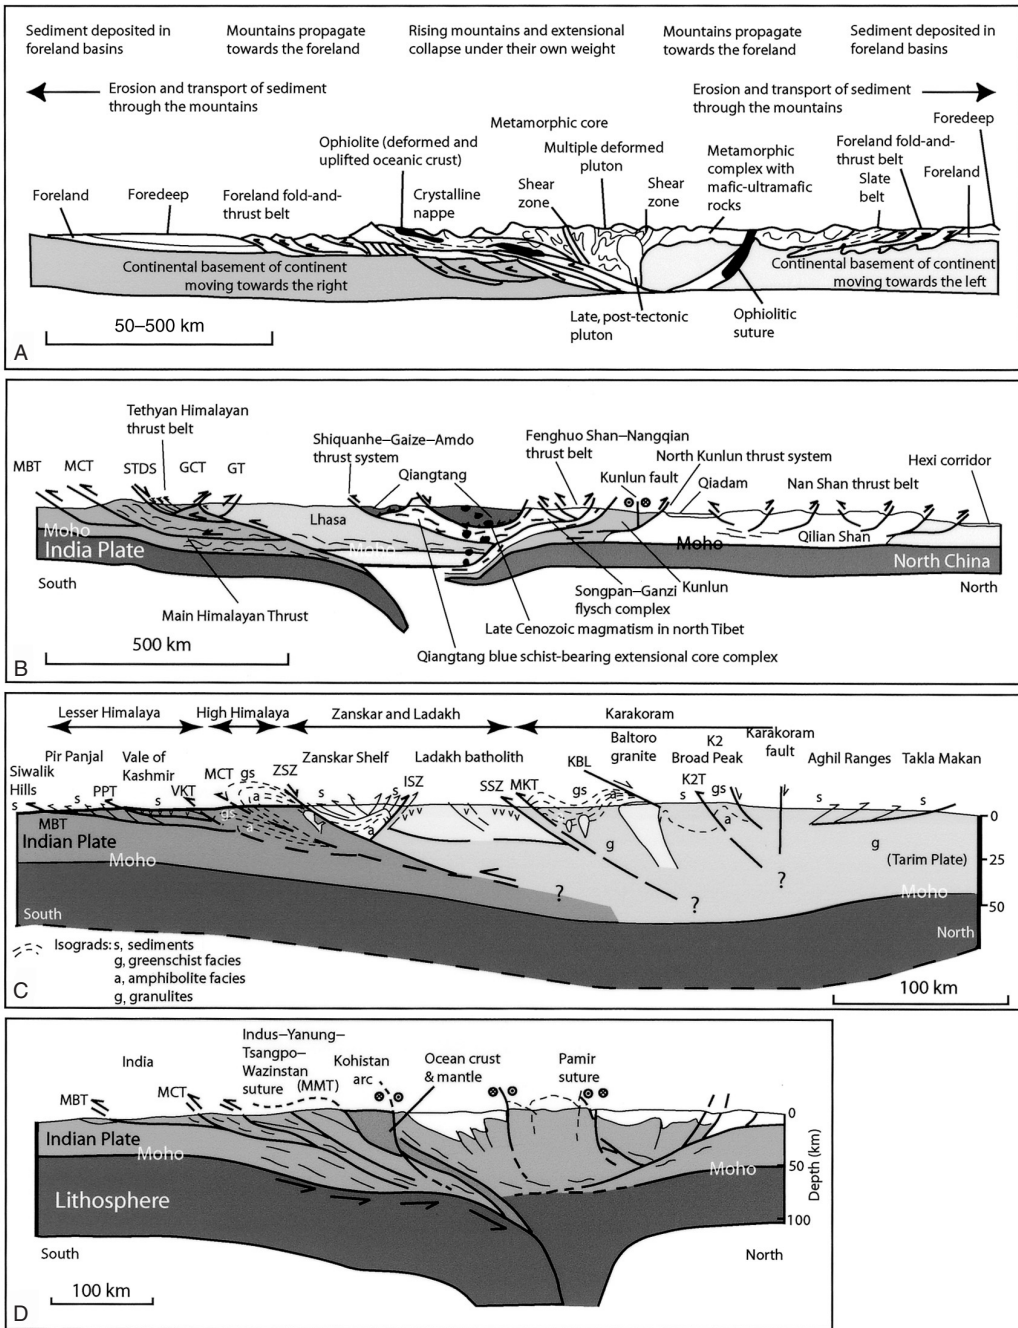 Sediment deposited in
foreland basins
Mountains propagate
towards the foreland
Rising mountains and extensional
collapse under their own weight
Mountains propagate
towards the foreland
Sediment deposited in
foreland basins
Erosion and transport of sediment
through the mountains
Erosion and transport of sediment
through the mountains
Foredeep
Ophiolite (deformed and
uplifted oceanic crust)
Metamorphic core
Multiple deformed
pluton
Metamorphic
complex with
mafic-ultramafic
rocks
Foreland fold-and-
thrust belt
Slate
belt
Foreland
Foreland
Foredeep
Foreland fold-and-
thrust belt
Crystalline
nappe
Shear
zone
Shear
zone
Continental basement of continent
moving towards the right
Continental basement of continent
moving towards the left
Late, post-tectonic
pluton
Ophiolitic
suture
50–500 km
A
Tethyan Himalayan
thrust belt
MBT
MCT
STDS
GCT
GT
Shiquanhe–Gaize–Amdo
thrust system
Qiangtang
Fenghuo Shan–Nangqian
thrust belt
North Kunlun thrust system
Kunlun fault
Qiadam
Nan Shan thrust belt
Hexi corridor
Lhasa
Qilian Shan
Moho
Moho
Moho
India Plate
North China
South
North
Main Himalayan Thrust
Songpan–Ganzi
flysch complex
Kunlun
Late Cenozoic magmatism in north Tibet
Qiangtang blue schist-bearing extensional core complex
500 km
B
Lesser Himalaya
High Himalaya
Zanskar and Ladakh
Karakoram
Siwalik
Hills
Pir Panjal
Vale of
Kashmir
PPT
VKT
MCT
gs
ZSZ
Zanskar Shelf
ISZ
Ladakh batholith
SSZ
MKT
KBL
Baltoro
granite
K2
Broad Peak
K2T
Karakoram
fault
Aghil Ranges
Takla Makan
s
s
s
s
s
gs
s
gs
s
s
a
gs
a
a
a
a
g
g
MBT
Indian Plate
Moho
(Tarim Plate)
Moho
0
25
50
?
?
?
South
North
Isograds: s, sediments
g, greenschist facies
a, amphibolite facies
g, granulites
100 km
C
Indus–Yanung–
Tsangpo–
Wazinstan
suture
(MMT)
India
MBT
MCT
Kohistan
arc
Ocean crust
& mantle
Pamir
suture
Indian Plate
Moho
Moho
Lithosphere
0
50
100
Depth (km)
South
North
100 km
D